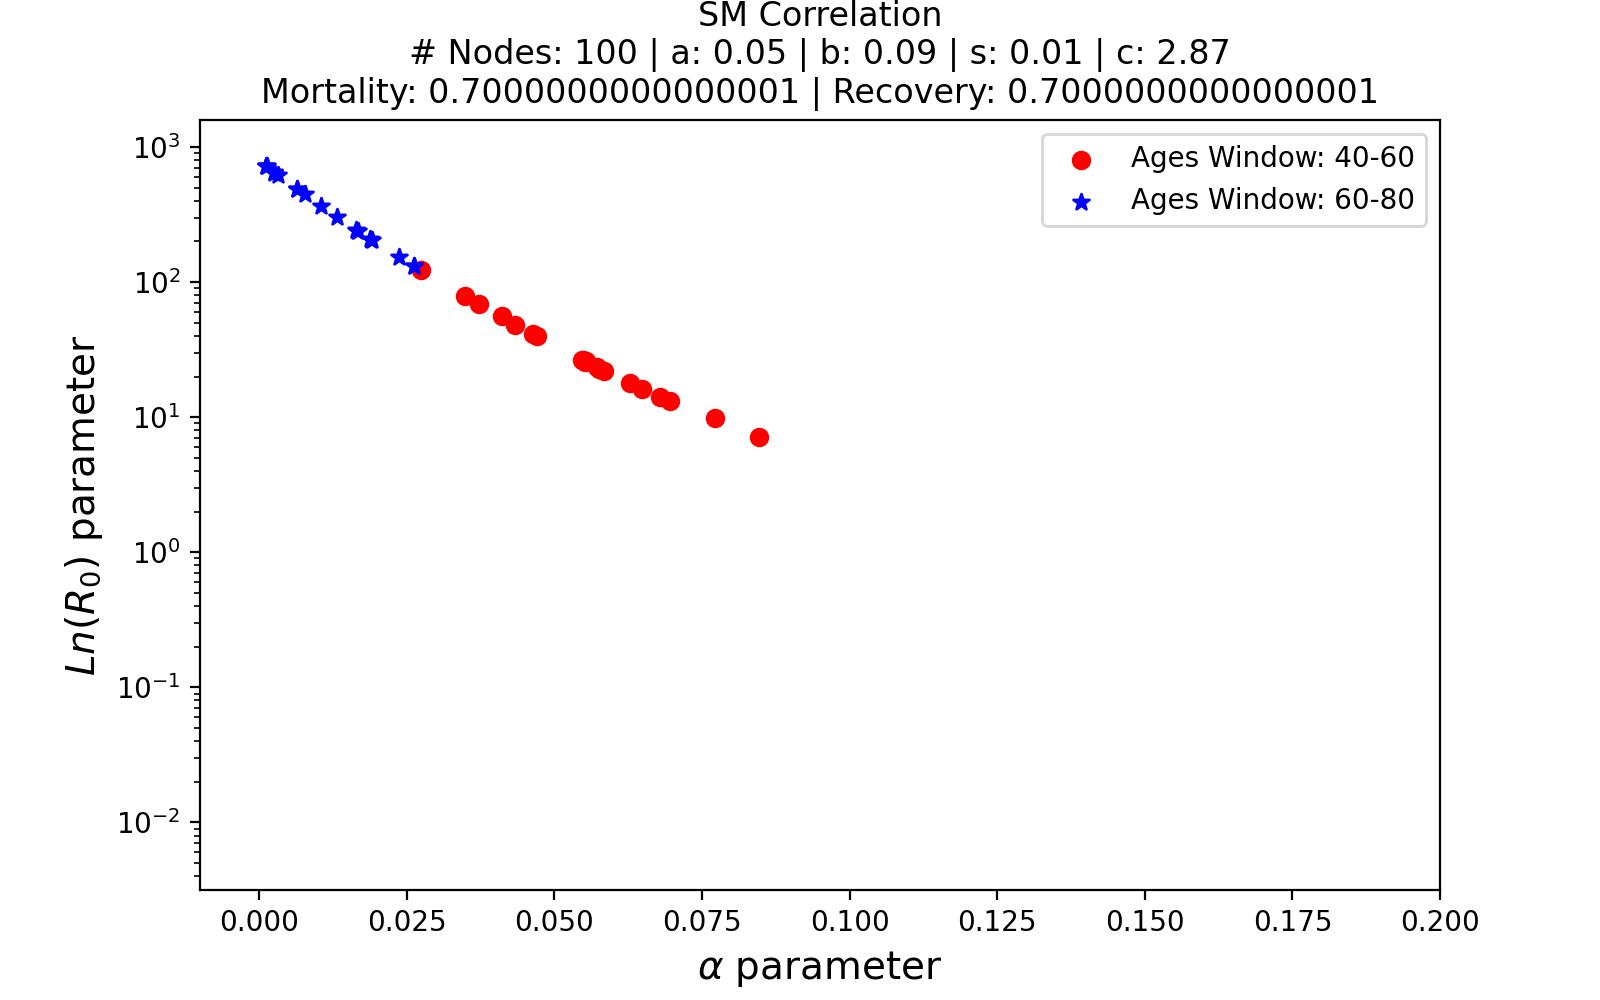 SM Correlation
# Nodes: 100 | a: 0.05 | b: 0.09 | s: 0.01 | c: 2.87
Mortality: 0.7000000000000001 | Recovery: 0.7000000000000001
Ages Window: 40-60
Ages Window: 60-80
10³
10²
10¹
10⁰
10⁻¹
10⁻²
Ln(R₀) parameter
0.000 0.025 0.050 0.075 0.100 0.125 0.150 0.175 0.200
α parameter